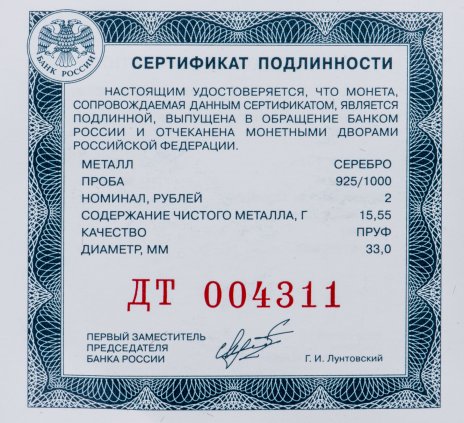 БАНК РОССИИ
СЕРТИФИКАТ ПОДЛИННОСТИ
НАСТОЯЩИМ УДОСТОВЕРЯЕТСЯ, ЧТО МОНЕТА,
СОПРОВОЖДАЕМАЯ ДАННЫМ СЕРТИФИКАТОМ, ЯВЛЯЕТСЯ
ПОДЛИННОЙ, ВЫПУЩЕНА В ОБРАЩЕНИЕ БАНКОМ
РОССИИ И ОТЧЕКАНЕНА МОНЕТНЫМИ ДВОРАМИ
РОССИЙСКОЙ ФЕДЕРАЦИИ.
МЕТАЛЛ СЕРЕБРО
ПРОБА 925/1000
НОМИНАЛ, РУБЛЕЙ 2
СОДЕРЖАНИЕ ЧИСТОГО МЕТАЛЛА, Г 15,55
КАЧЕСТВО ПРУФ
ДИАМЕТР, ММ 33,0
ДТ 004311
ПЕРВЫЙ ЗАМЕСТИТЕЛЬ
ПРЕДСЕДАТЕЛЯ
БАНКА РОССИИ
Г. И. Лунтовский